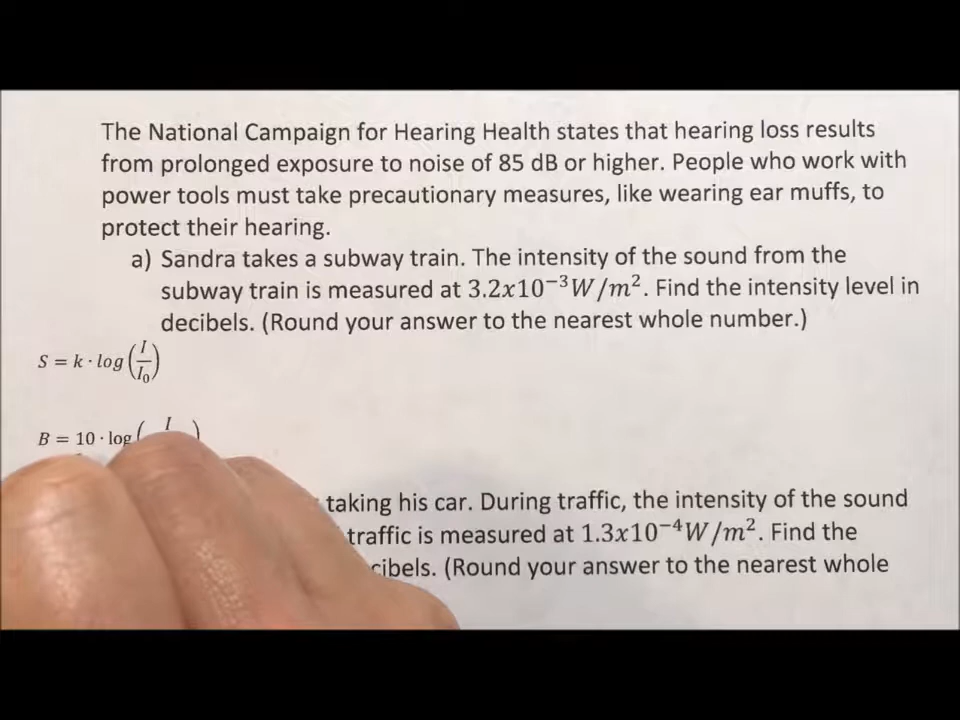 The National Campaign for Hearing Health states that hearing loss results
from prolonged exposure to noise of 85 dB or higher. People who work with
power tools must take precautionary measures, like wearing ear muffs, to
protect their hearing.
a) Sandra takes a subway train. The intensity of the sound from the
subway train is measured at 3.2x10⁻³W/m². Find the intensity level in
decibels. (Round your answer to the nearest whole number.)
S = k · log(I/I₀)
B = 10 · log(I
taking his car. During traffic, the intensity of the sound
traffic is measured at 1.3x10⁻⁴W/m². Find the
(Round your answer to the nearest whole